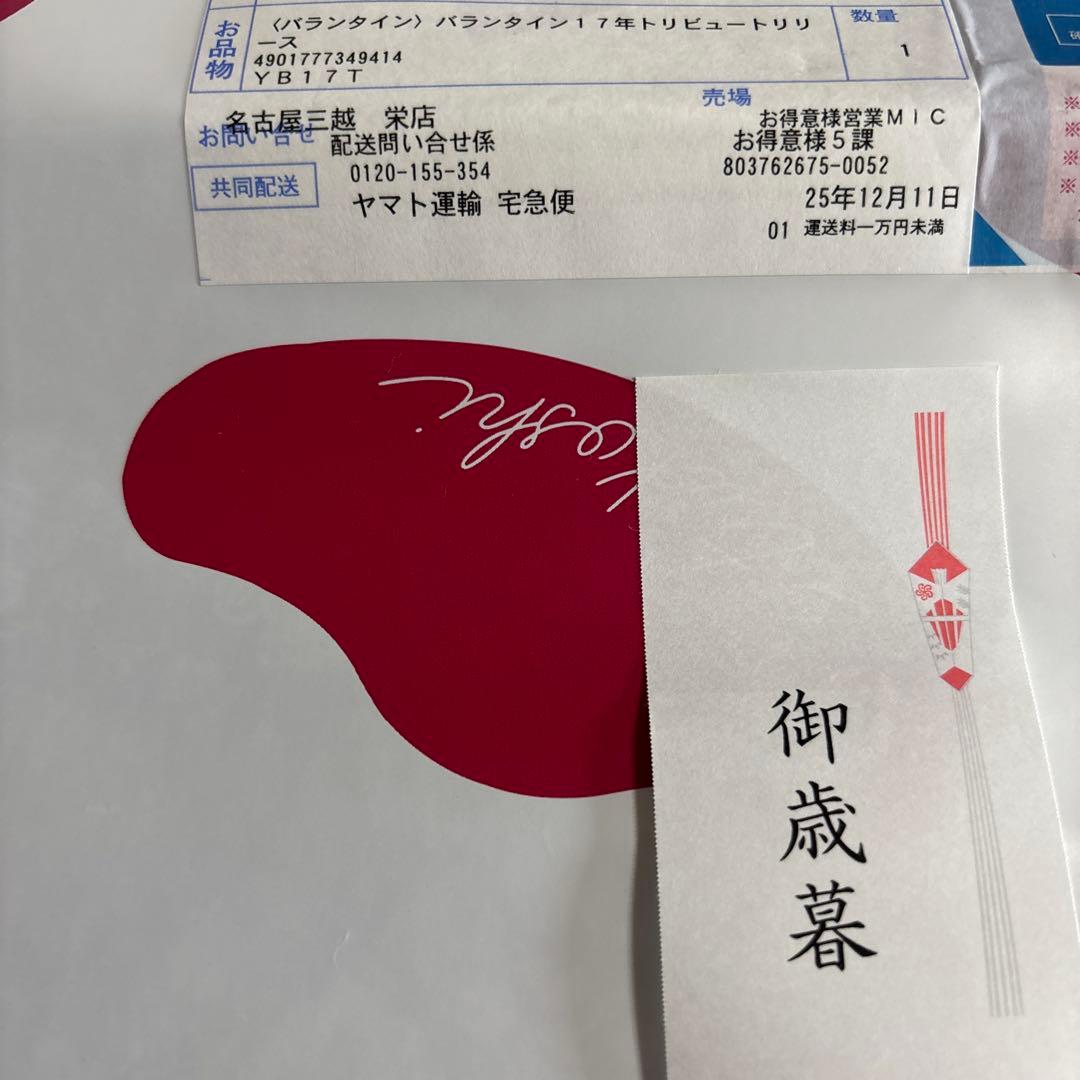 お品物
〈バランタイン〉バランタイン１７年トリビュートリリ
ース
4901777349414
ＹＢ１７Ｔ
数量
1
売場
名古屋三越 栄店
お問い合せ
配送問い合せ係
0120-155-354
共同配送
ヤマト運輸 宅急便
お得意様営業ＭＩＣ
お得意様５課
803762675-0052
25年12月11日
01 運送料一万円未満
※
※
※
※
御歳暮